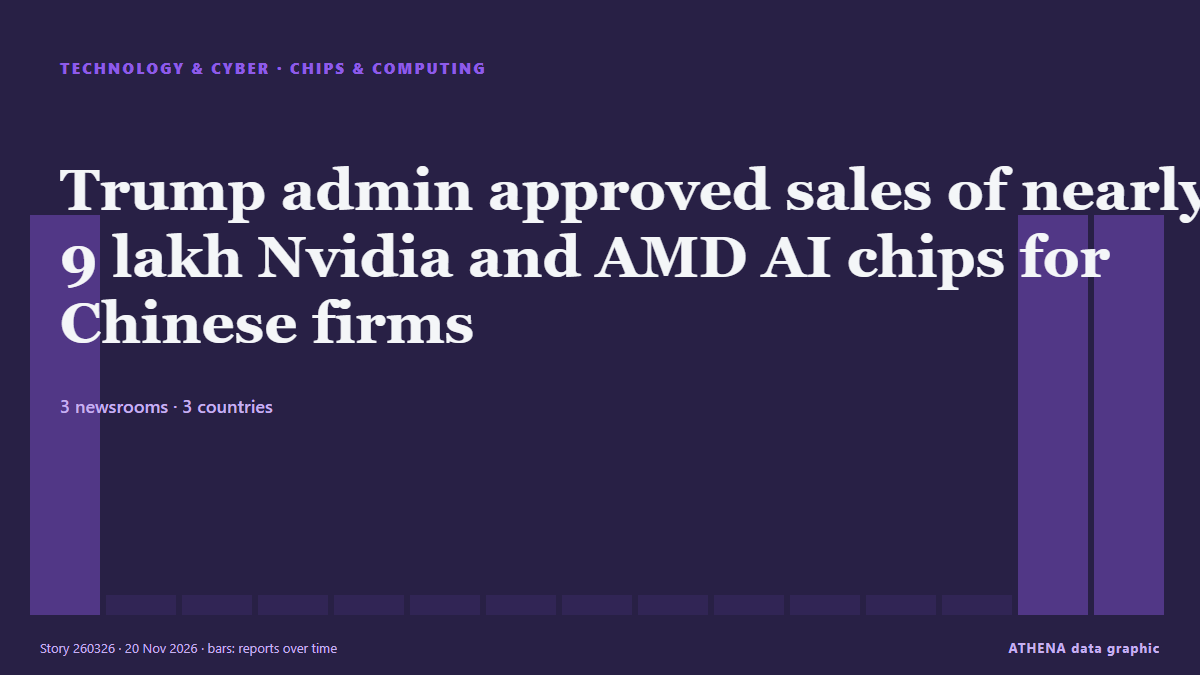 TECHNOLOGY & CYBER · CHIPS & COMPUTING
Trump admin approved sales of nearly
9 lakh Nvidia and AMD AI chips for
Chinese firms
3 newsrooms · 3 countries
Story 260326 · 20 Nov 2026 · bars: reports over time
ATHENA data graphic